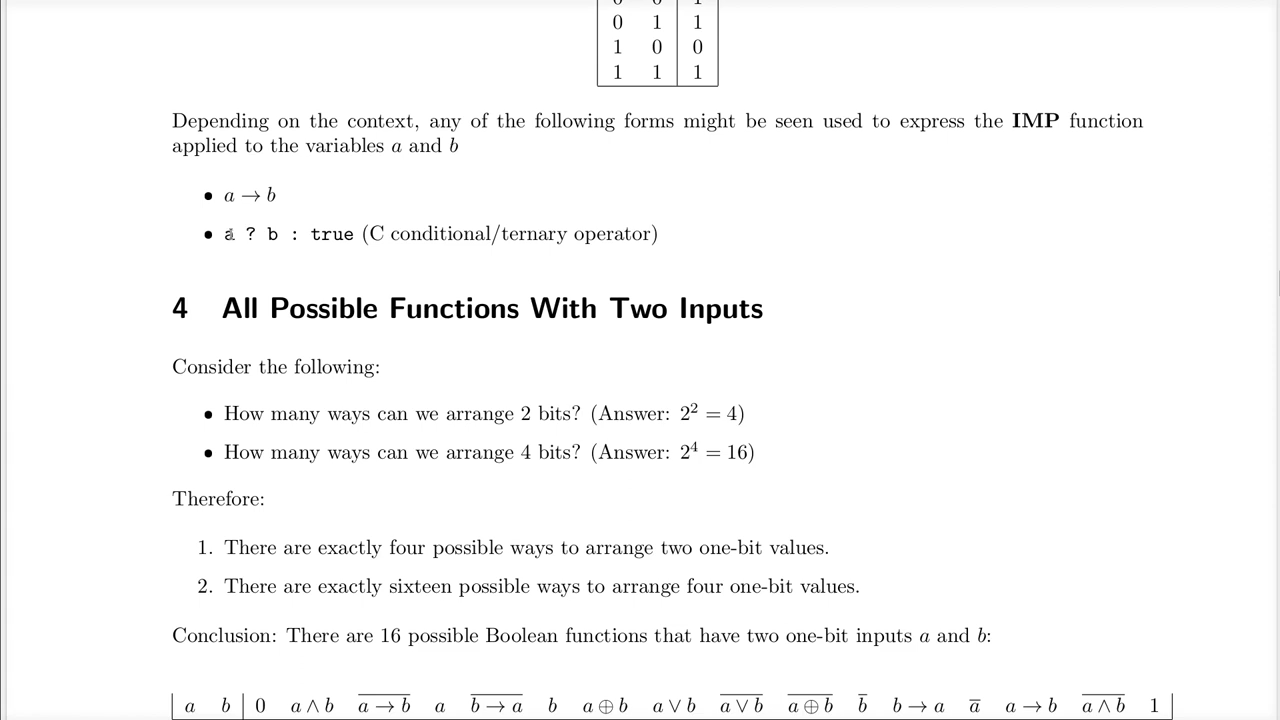 0 0 1
0 1 1
1 0 0
1 1 1
Depending on the context, any of the following forms might be seen used to express the IMP function
applied to the variables a and b
• a → b
• a ? b : true (C conditional/ternary operator)
4 All Possible Functions With Two Inputs
Consider the following:
• How many ways can we arrange 2 bits? (Answer: 2² = 4)
• How many ways can we arrange 4 bits? (Answer: 2⁴ = 16)
Therefore:
1. There are exactly four possible ways to arrange two one-bit values.
2. There are exactly sixteen possible ways to arrange four one-bit values.
Conclusion: There are 16 possible Boolean functions that have two one-bit inputs a and b:
a b 0 a ∧ b a̅ ̅→̅ ̅b̅ a b̅ ̅→̅ ̅a̅ b a ⊕ b a ∨ b a̅ ̅∨̅ ̅b̅ a̅ ̅⊕̅ ̅b̅ b̅ b → a a̅ a → b a̅ ̅∧̅ ̅b̅ 1